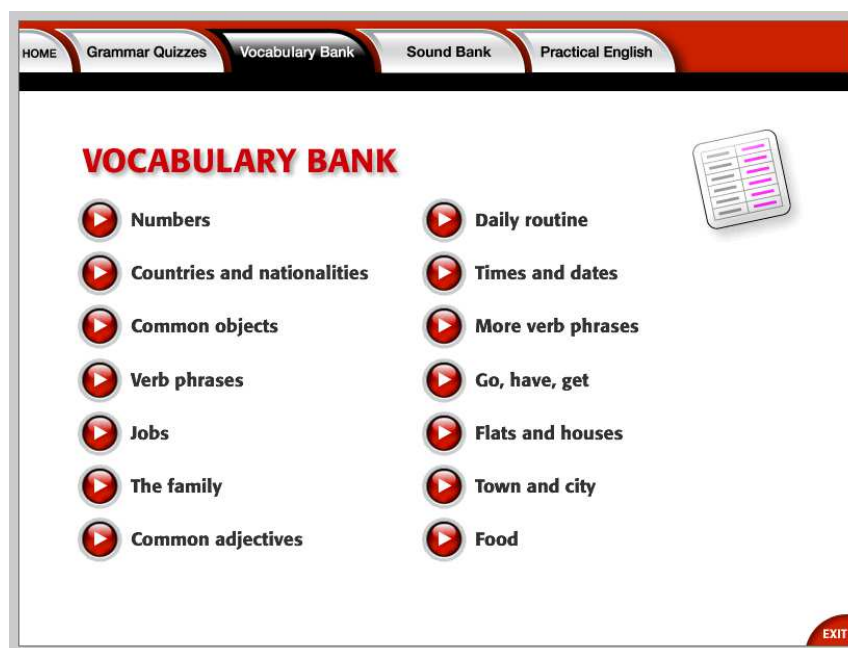 HOME Grammar Quizzes Vocabulary Bank Sound Bank Practical English
VOCABULARY BANK
Numbers
Countries and nationalities
Common objects
Verb phrases
Jobs
The family
Common adjectives
Daily routine
Times and dates
More verb phrases
Go, have, get
Flats and houses
Town and city
Food
EXIT